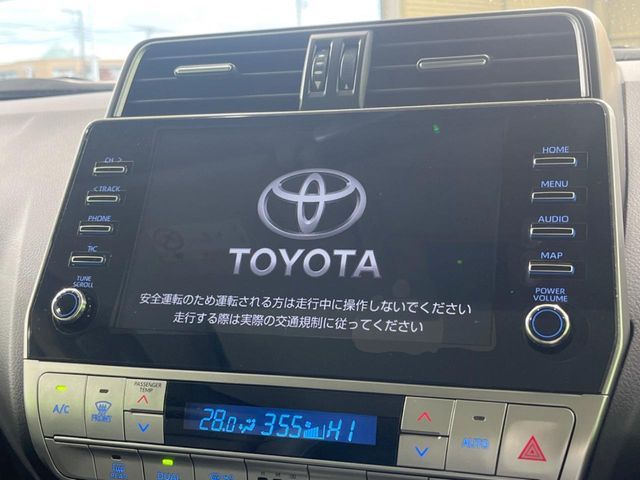 CH >
< TRACK
PHONE
T/C
TUNE
SCROLL
TOYOTA
安全運転のため運転される方は走行中に操作しないでください
走行する際は実際の交通規制に従ってください
HOME
MENU
AUDIO
MAP
POWER
VOLUME
A/C
FRONT
PASSENGER
TEMP
28.0
3:55
HI
AUTO
DUAL